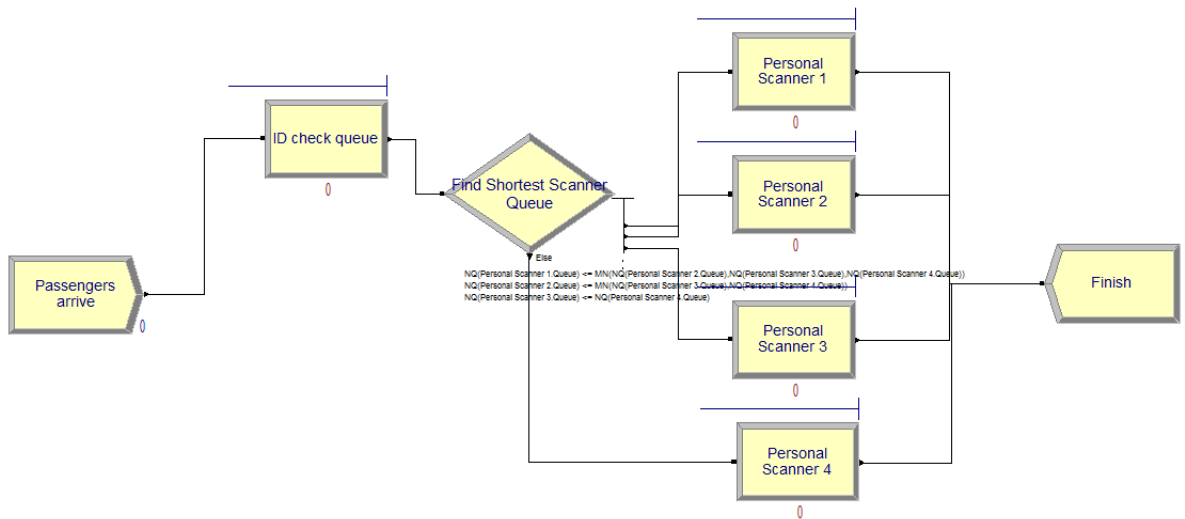 Passengers
arrive
0
ID check queue
0
Find Shortest Scanner
Queue
Else
NQ(Personal Scanner 1.Queue) <= MN(NQ(Personal Scanner 2.Queue),NQ(Personal Scanner 3.Queue),NQ(Personal Scanner 4.Queue))
NQ(Personal Scanner 2.Queue) <= MN(NQ(Personal Scanner 3.Queue),NQ(Personal Scanner 4.Queue))
NQ(Personal Scanner 3.Queue) <= NQ(Personal Scanner 4.Queue)
Personal
Scanner 1
0
Personal
Scanner 2
0
Personal
Scanner 3
0
Personal
Scanner 4
0
Finish